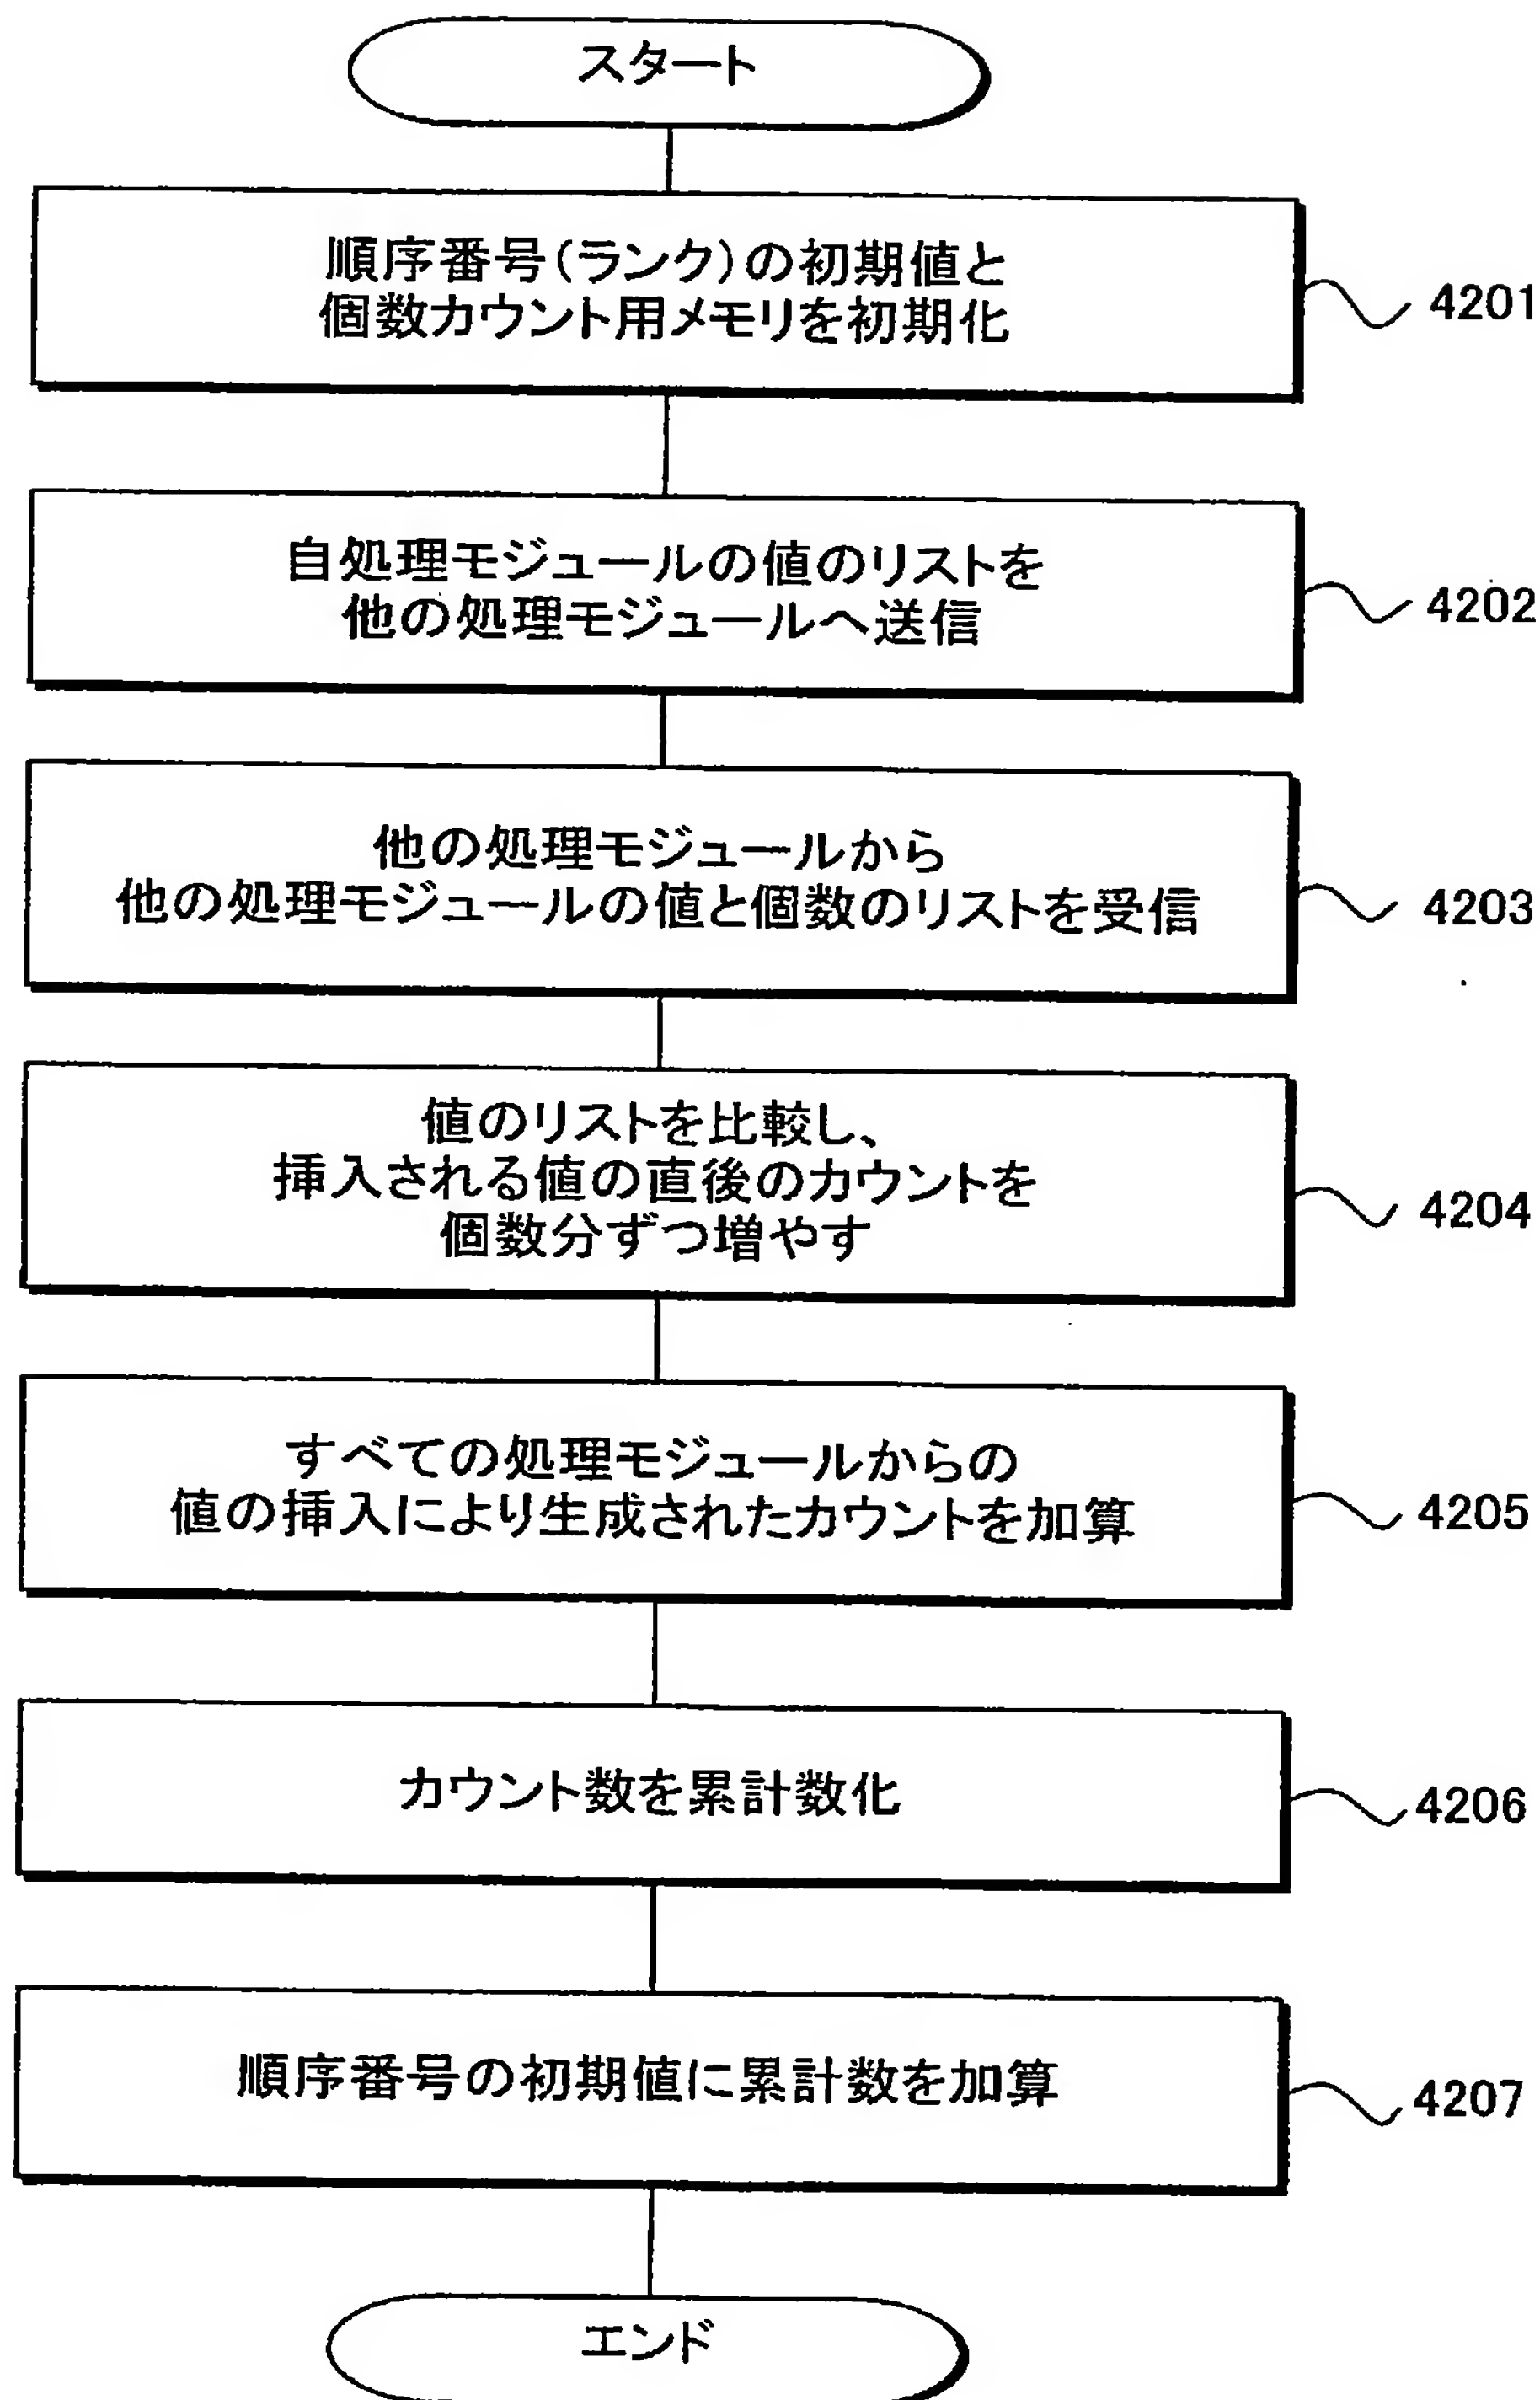 スタート
順序番号(ランク)の初期値と
個数カウント用メモリを初期化
4201
自処理モジュールの値のリストを
他の処理モジュールへ送信
4202
他の処理モジュールから
他の処理モジュールの値と個数のリストを受信
4203
値のリストを比較し、
挿入される値の直後のカウントを
個数分ずつ増やす
4204
すべての処理モジュールからの
値の挿入により生成されたカウントを加算
4205
カウント数を累計数化
4206
順序番号の初期値に累計数を加算
4207
エンド